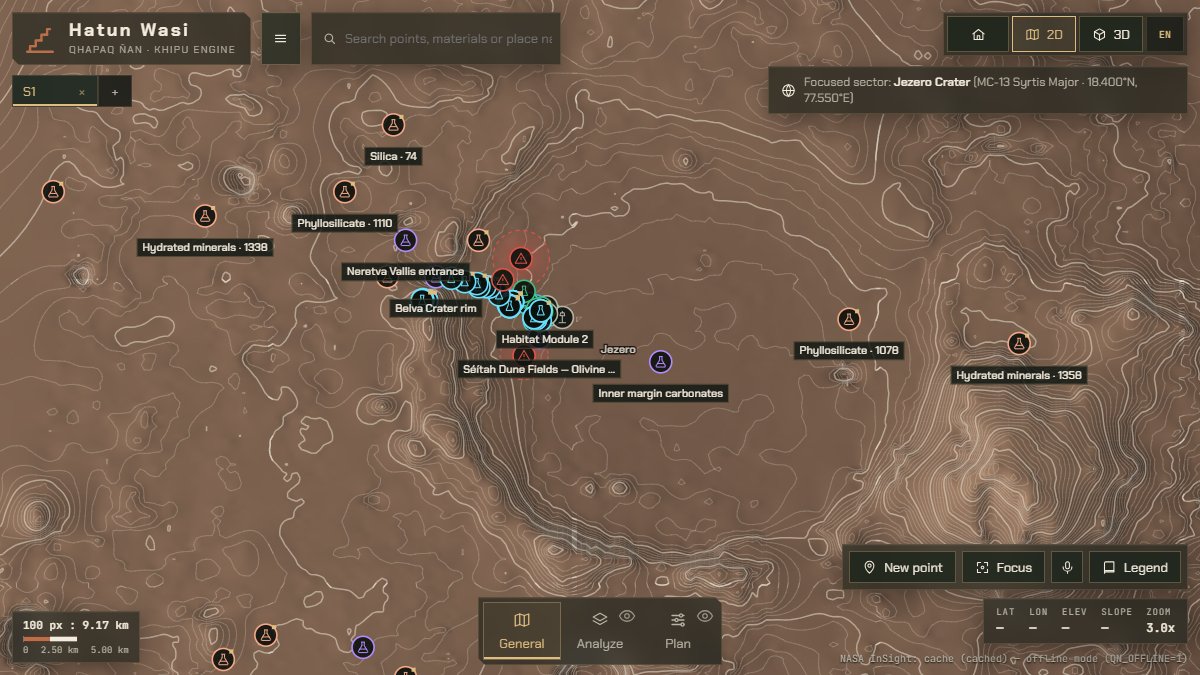 Hatun Wasi
QHAPAQ ÑAN · KHIPU ENGINE
Search points, materials or place n
2D
3D
EN
S1
×
+
Focused sector: Jezero Crater (MC-13 Syrtis Major · 18.400°N,
77.550°E)
Silica · 74
Phyllosilicate · 1110
Hydrated minerals · 1338
Neretva Vallis entrance
Belva Crater rim
Habitat Module 2
Jezero
Séítah Dune Fields — Olivine ...
Inner margin carbonates
Phyllosilicate · 1078
Hydrated minerals · 1358
New point
Focus
Legend
100 px : 9.17 km
0 2.50 km 5.00 km
General
Analyze
Plan
LAT LON ELEV SLOPE ZOOM
— — — — 3.0x
NASA InSight: cache (cached) — offline mode (QN_OFFLINE=1)